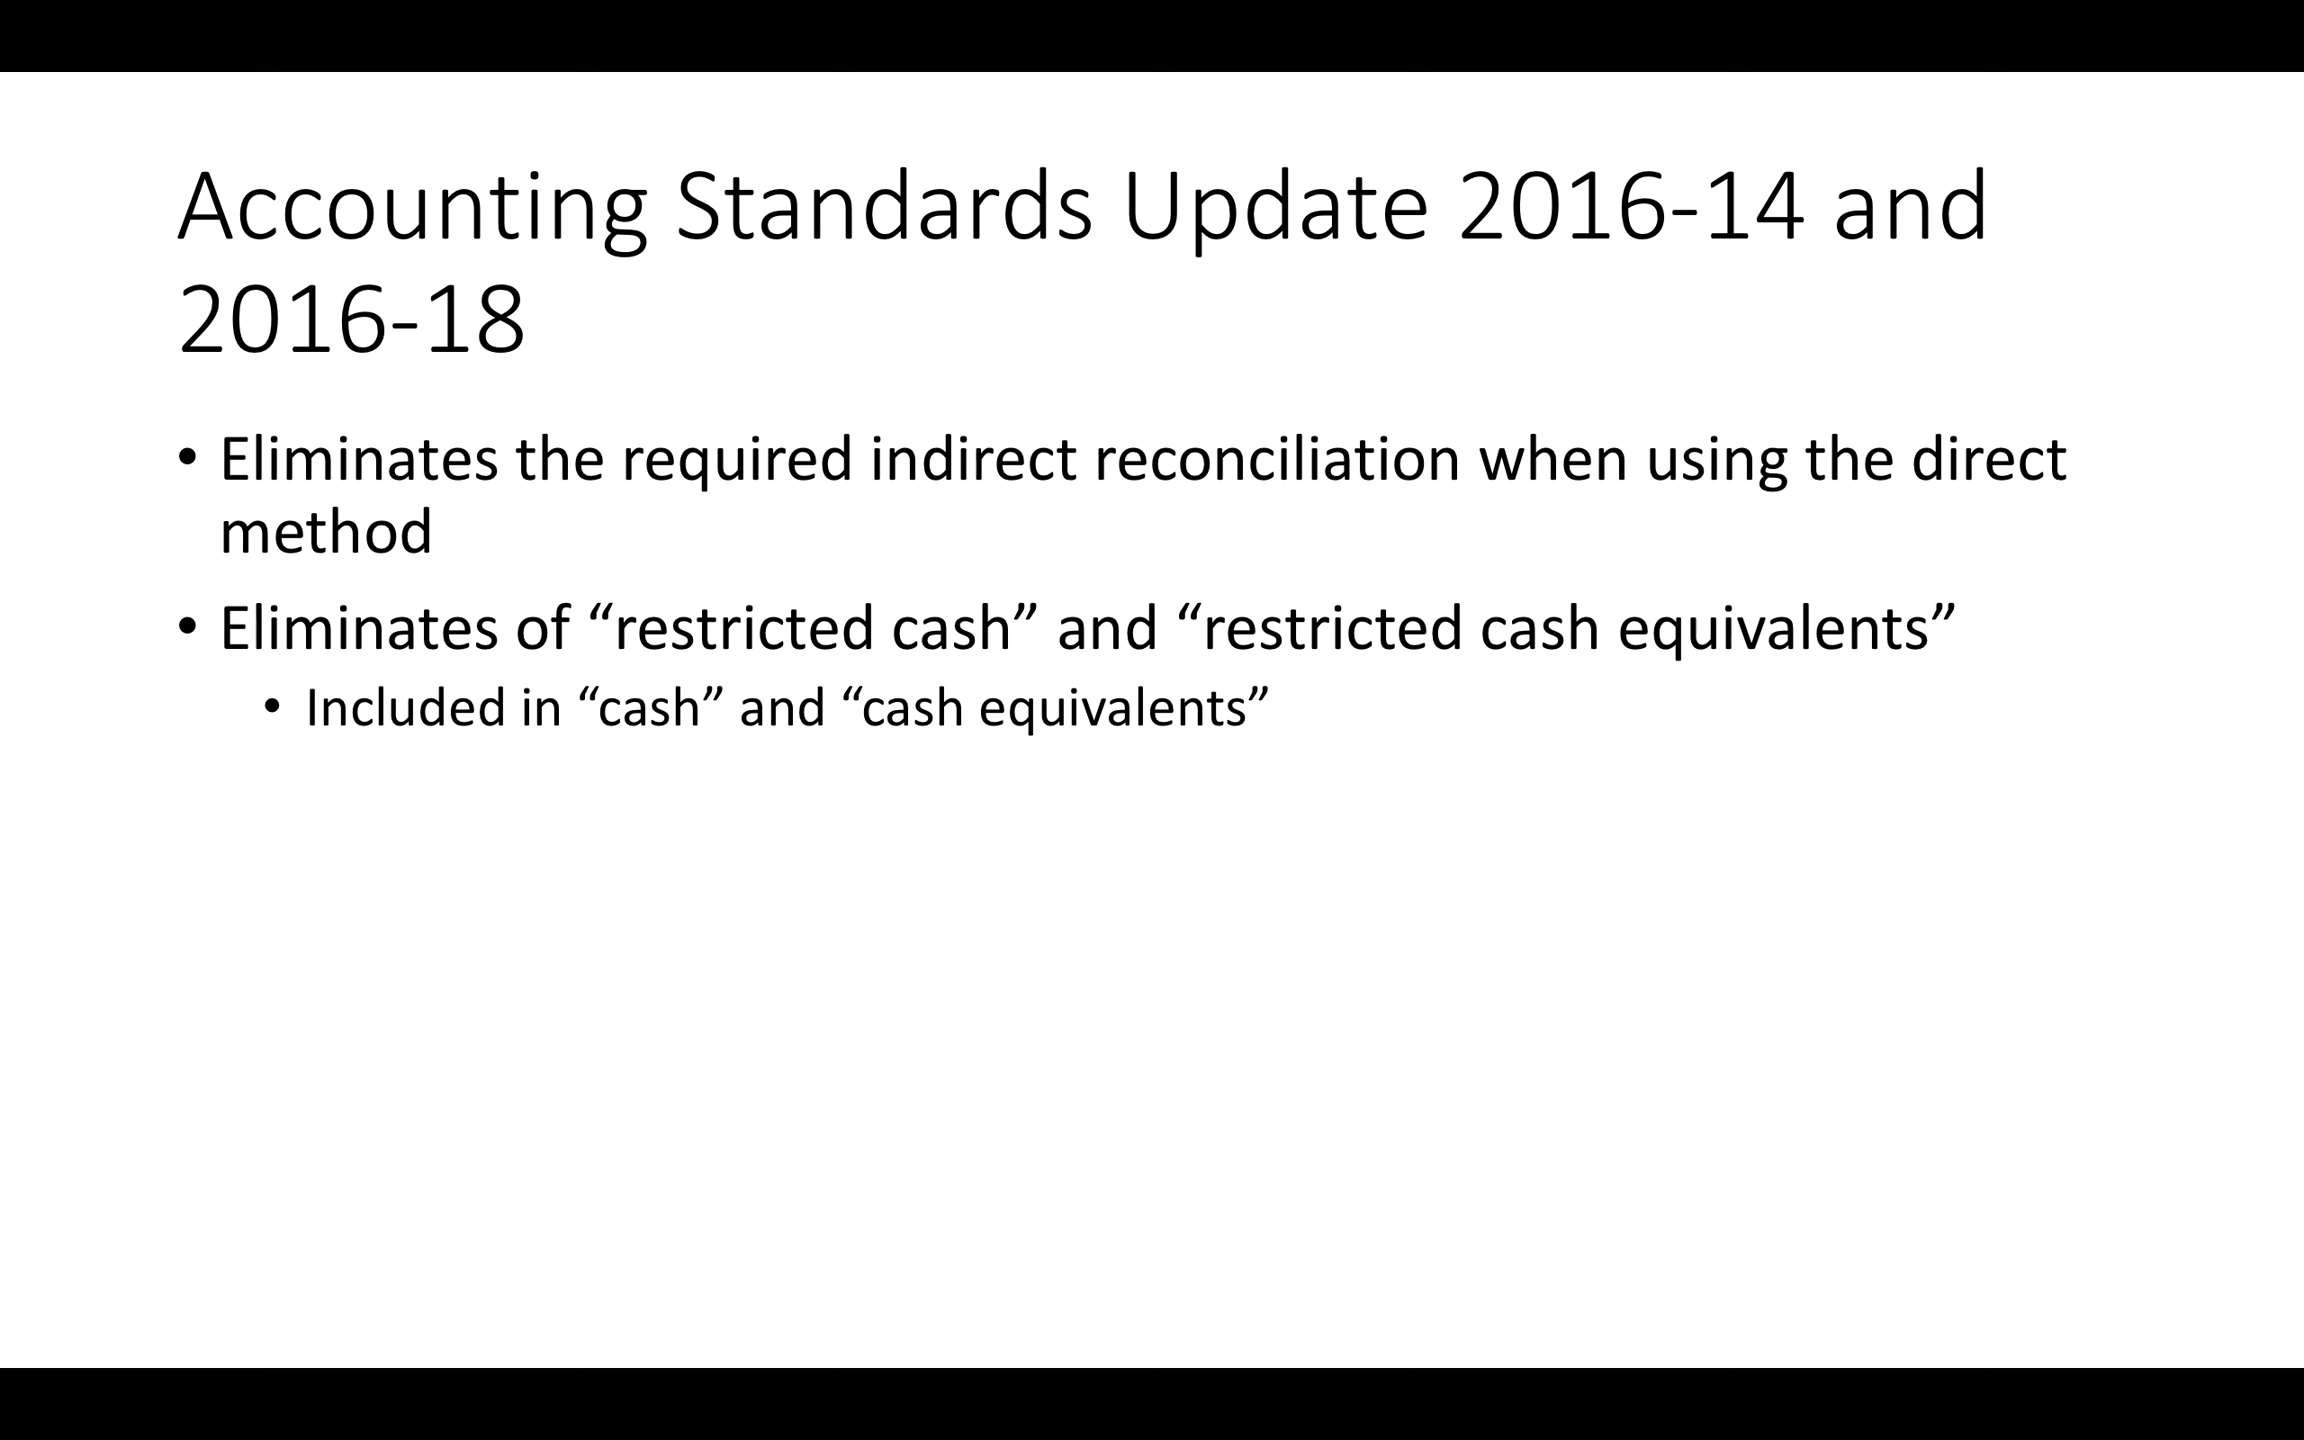 Accounting Standards Update 2016-14 and
2016-18
• Eliminates the required indirect reconciliation when using the direct
method
• Eliminates of “restricted cash” and “restricted cash equivalents”
• Included in “cash” and “cash equivalents”